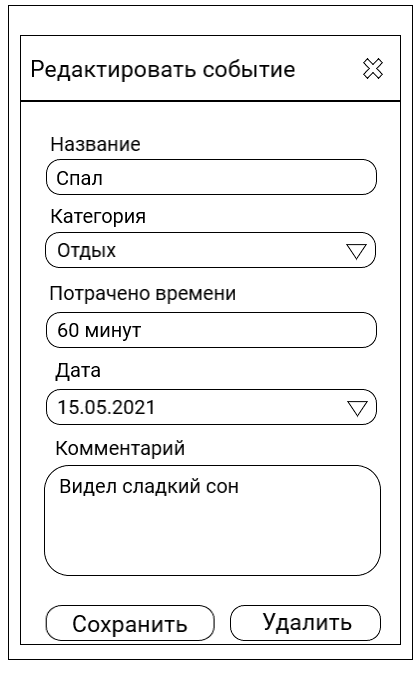 Редактировать событие
Название
Спал
Категория
Отдых
Потрачено времени
60 минут
Дата
15.05.2021
Комментарий
Видел сладкий сон
Сохранить Удалить